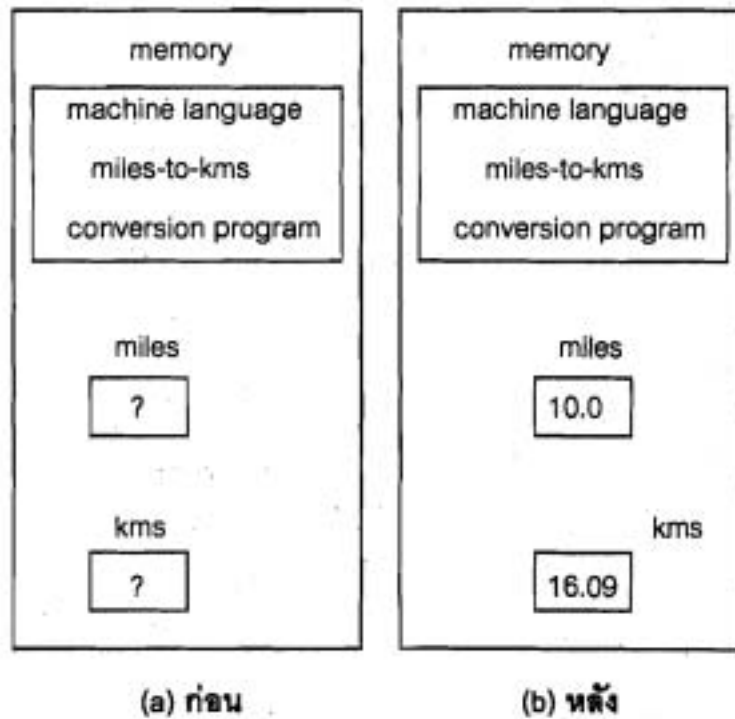 memory
machine language
miles-to-kms
conversion program
miles
?
kms
?
(a) ก่อน
memory
machine language
miles-to-kms
conversion program
miles
10.0
kms
16.09
(b) หลัง